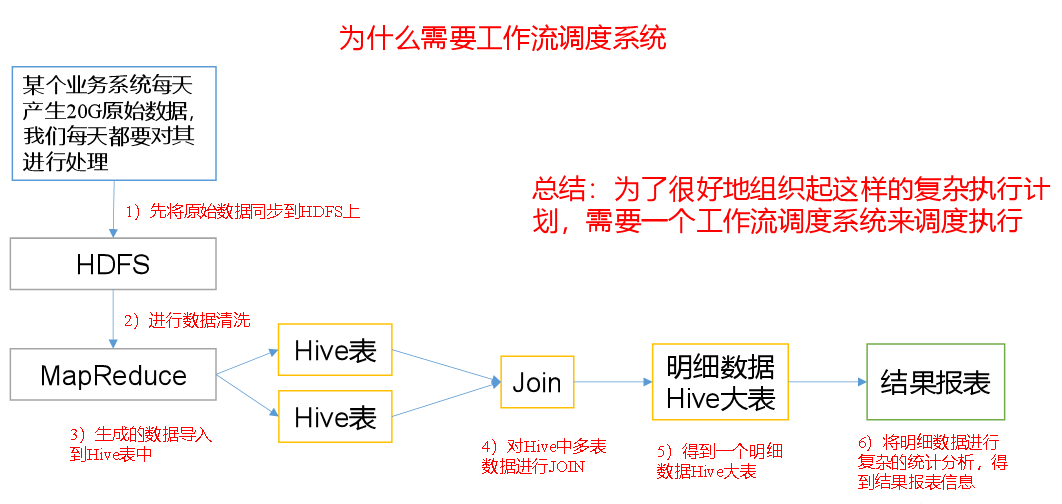 为什么需要工作流调度系统
某个业务系统每天
产生20G原始数据，
我们每天都要对其
进行处理
1）先将原始数据同步到HDFS上
总结：为了很好地组织起这样的复杂执行计
划，需要一个工作流调度系统来调度执行
HDFS
2）进行数据清洗
MapReduce
Hive表
Hive表
Join
明细数据
Hive大表
结果报表
3）生成的数据导入
到Hive表中
4）对Hive中多表
数据进行JOIN
5）得到一个明细
数据Hive大表
6）将明细数据进行
复杂的统计分析，得
到结果报表信息